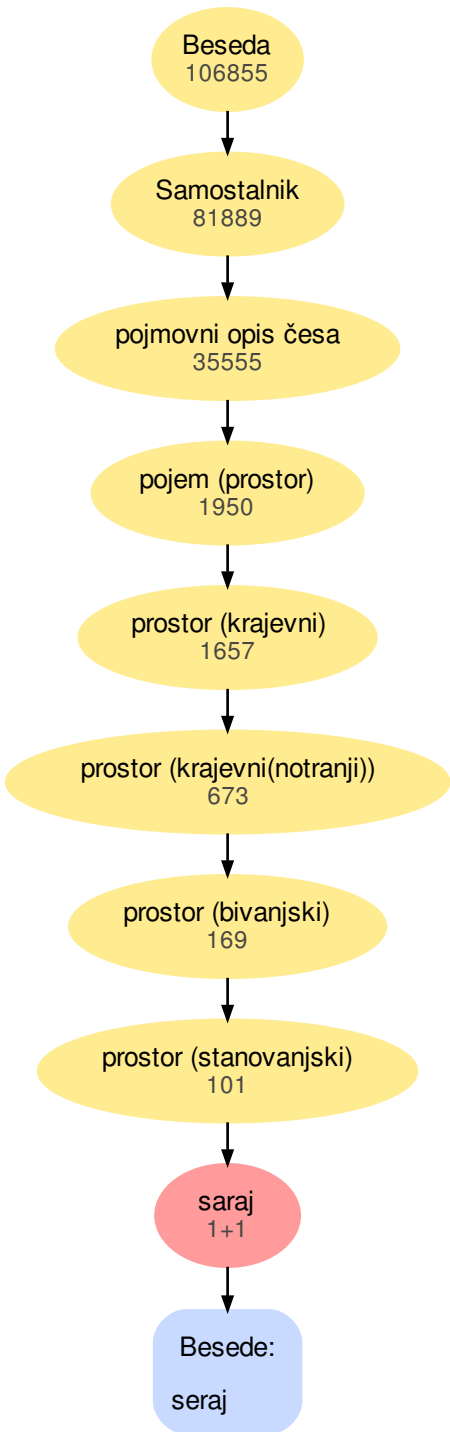 Beseda
106855
Samostalnik
81889
pojmovni opis česa
35555
pojem (prostor)
1950
prostor (krajevni)
1657
prostor (krajevni(notranji))
673
prostor (bivanjski)
169
prostor (stanovanjski)
101
saraj
1+1
Besede:
seraj